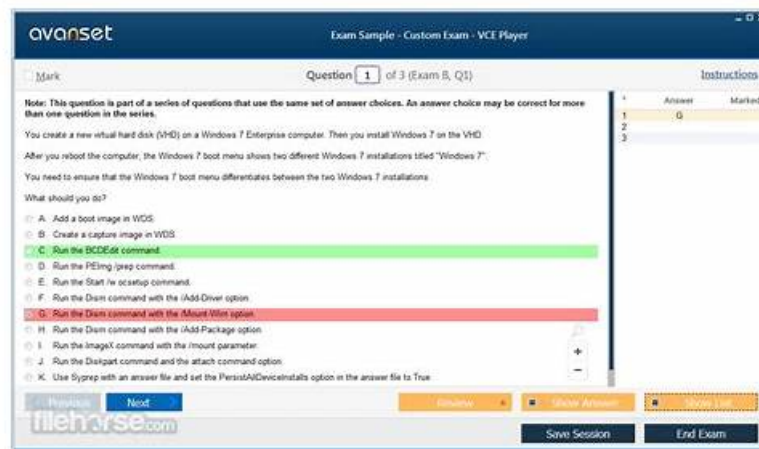 avanset
Exam Sample - Custom Exam - VCE Player
Mark
Question 1 of 3 (Exam B, Q1)
Instructions
Note: This question is part of a series of questions that use the same set of answer choices. An answer choice may be correct for more
than one question in the series.
You create a new virtual hard disk (VHD) on a Windows 7 Enterprise computer. Then you install Windows 7 on the VHD.
After you reboot the computer, the Windows 7 boot menu shows two different Windows 7 installations titled "Windows 7".
You need to ensure that the Windows 7 boot menu differentiates between the two Windows 7 installations
What should you do?
A. Add a boot image in WDS.
B. Create a capture image in WDS.
C. Run the BCDEdit command.
D. Run the PEImg /prep command.
E. Run the Start /w ocsetup command.
F. Run the Dism command with the /Add-Driver option.
G. Run the Dism command with the /Mount-Wim option.
H. Run the Dism command with the /Add-Package option.
I. Run the ImageX command with the /mount parameter.
J. Run the Diskpart command and the attach command option.
K. Use Syprep with an answer file and set the PersistAllDeviceInstalls option in the answer file to True
Answer Marked
1 G
2
3
+
-
Previous
Next
Review
Show Answer
Show List
filehorse.com
Save Session
End Exam